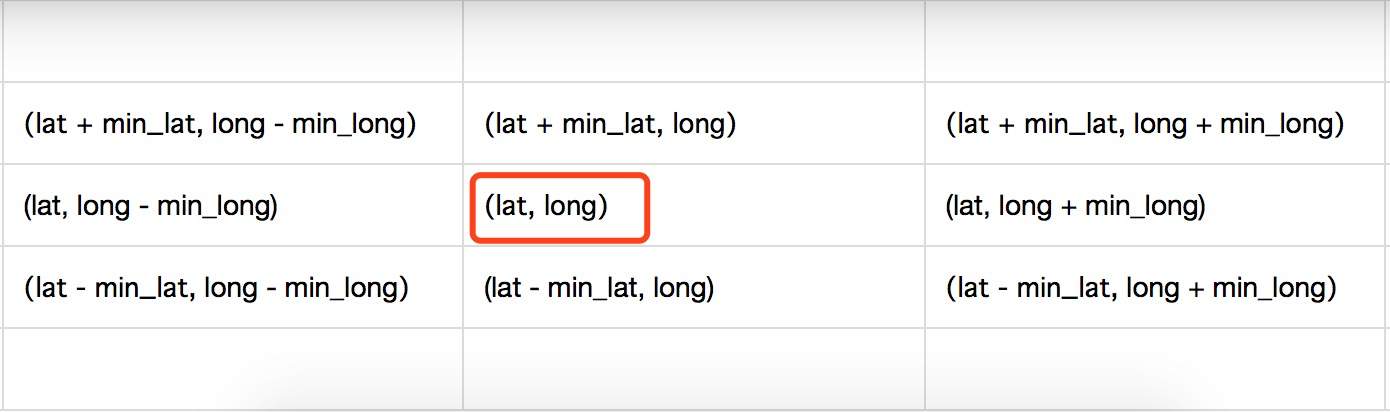 (lat + min_lat, long - min_long) (lat + min_lat, long) (lat + min_lat, long + min_long)
(lat, long - min_long) (lat, long) (lat, long + min_long)
(lat - min_lat, long - min_long) (lat - min_lat, long) (lat - min_lat, long + min_long)